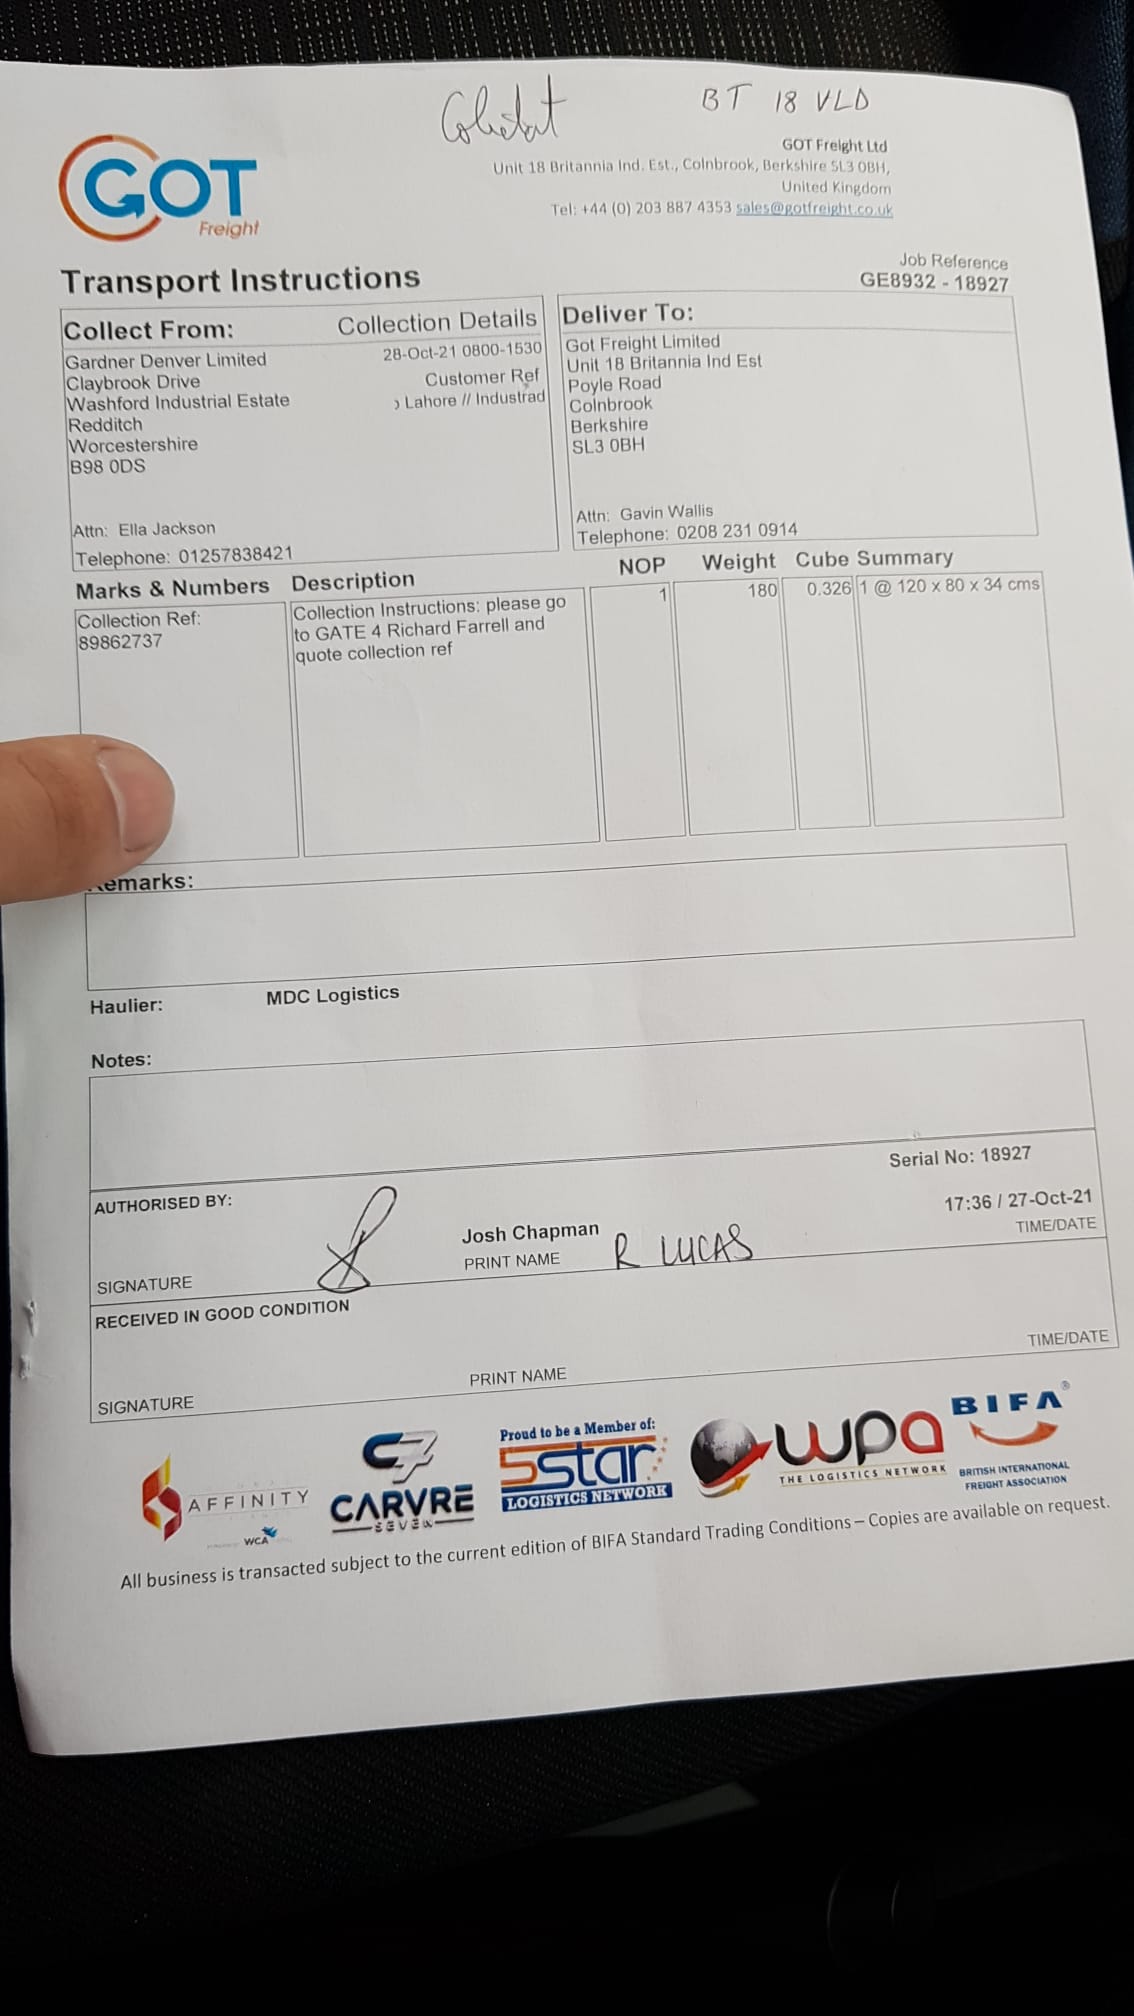 BT 18 VLD
GOT
Freight
GOT Freight Ltd
Unit 18 Britannia Ind. Est., Colnbrook, Berkshire SL3 0BH,
United Kingdom
Tel: +44 (0) 203 887 4353 sales@gotfreight.co.uk
Transport Instructions
Job Reference
GE8932 - 18927
Collect From:
Collection Details
Gardner Denver Limited
28-Oct-21 0800-1530
Claybrook Drive
Customer Ref
Washford Industrial Estate
Lahore // Industrad
Redditch
Worcestershire
B98 0DS
Attn: Ella Jackson
Telephone: 01257838421
Deliver To:
Got Freight Limited
Unit 18 Britannia Ind Est
Poyle Road
Colnbrook
Berkshire
SL3 0BH
Attn: Gavin Wallis
Telephone: 0208 231 0914
Marks & Numbers Description NOP Weight Cube Summary
Collection Ref:
89862737
Collection Instructions: please go
to GATE 4 Richard Farrell and
quote collection ref
1 180 0.326 1 @ 120 x 80 x 34 cms
Remarks:
Haulier: MDC Logistics
Notes:
Serial No: 18927
AUTHORISED BY:
17:36 / 27-Oct-21
Josh Chapman
TIME/DATE
SIGNATURE
PRINT NAME
R LUCAS
RECEIVED IN GOOD CONDITION
TIME/DATE
SIGNATURE
PRINT NAME
AFFINITY
WCA
C7
CARVRE
SEVEN
Proud to be a Member of:
5star
LOGISTICS NETWORK
wpa
THE LOGISTICS NETWORK
BIFA®
BRITISH INTERNATIONAL
FREIGHT ASSOCIATION
All business is transacted subject to the current edition of BIFA Standard Trading Conditions – Copies are available on request.